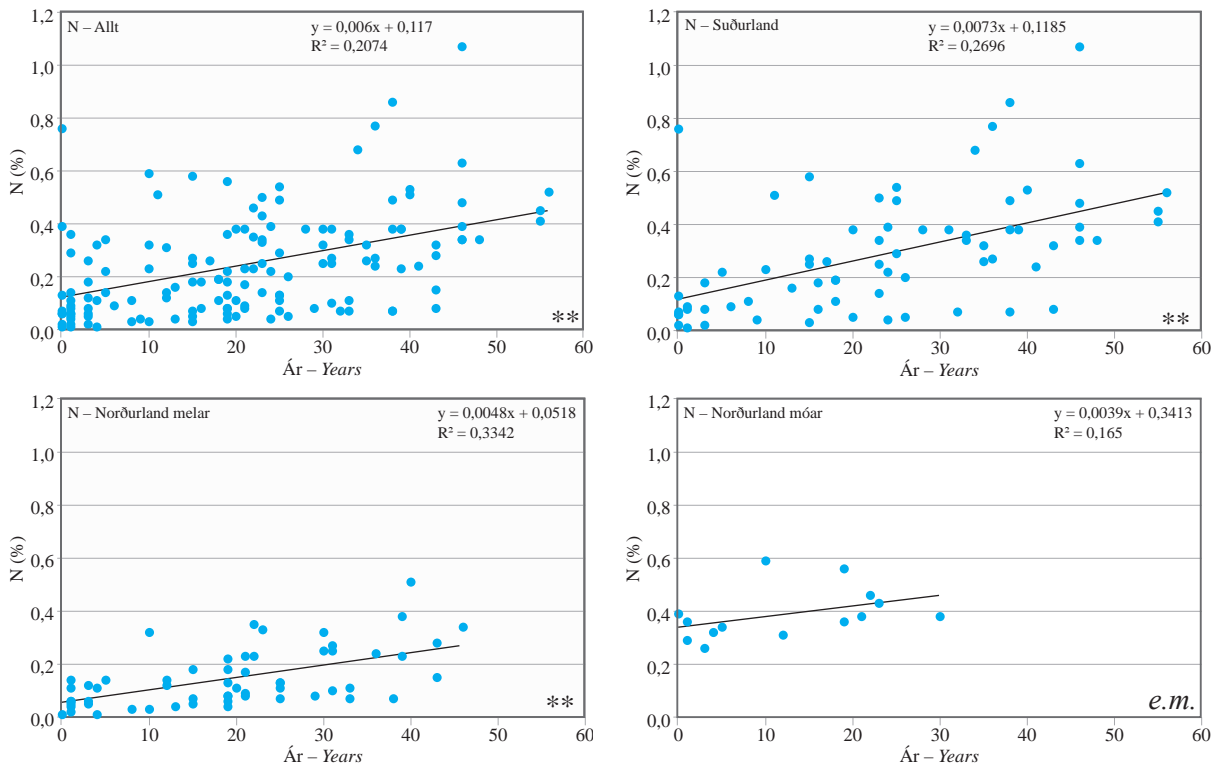 N – Allt
y = 0,006x + 0,117
R² = 0,2074
1,2
1,0
0,8
0,6
0,4
0,2
0,0
N (%)
**
0 10 20 30 40 50 60
Ár – Years
N – Suðurland
y = 0,0073x + 0,1185
R² = 0,2696
1,2
1,0
0,8
0,6
0,4
0,2
0,0
N (%)
**
0 10 20 30 40 50 60
Ár – Years
N – Norðurland melar
y = 0,0048x + 0,0518
R² = 0,3342
1,2
1,0
0,8
0,6
0,4
0,2
0,0
N (%)
**
0 10 20 30 40 50 60
Ár – Years
N – Norðurland móar
y = 0,0039x + 0,3413
R² = 0,165
1,2
1,0
0,8
0,6
0,4
0,2
0,0
N (%)
e.m.
0 10 20 30 40 50 60
Ár – Years